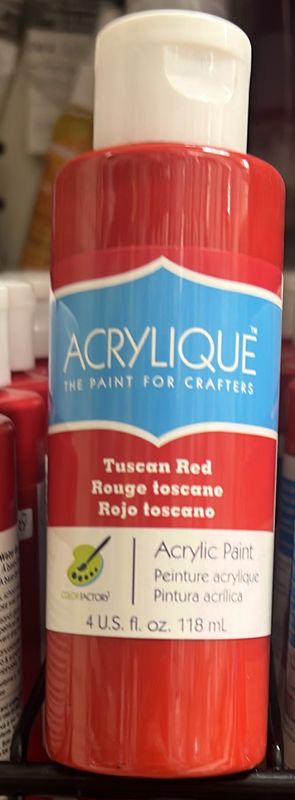 ACRYLIQUE™
THE PAINT FOR CRAFTERS
Tuscan Red
Rouge toscane
Rojo toscano
COLOR FACTORY
Acrylic Paint
Peinture acrylique
Pintura acrílica
4 U.S. fl. oz. 118 mL